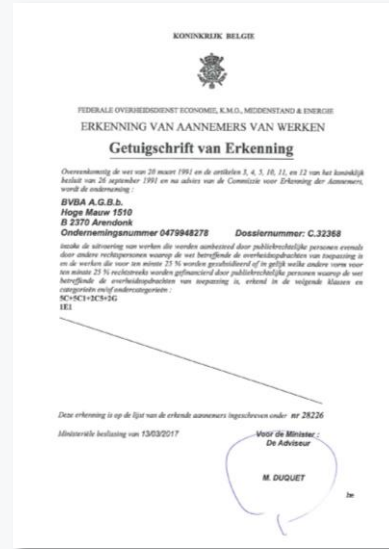 KONINKRIJK BELGIE
FEDERALE OVERHEIDSDIENST ECONOMIE, K.M.O., MIDDENSTAND & ENERGIE
ERKENNING VAN AANNEMERS VAN WERKEN
Getuigschrift van Erkenning
Overeenkomstig de wet van 20 maart 1991 en de artikelen 3, 4, 5, 10, 11, en 12 van het koninklijk
besluit van 26 september 1991 en na advies van de Commissie voor Erkenning der Aannemers,
wordt de onderneming :
BVBA A.G.B.b.
Hoge Mauw 1510
B 2370 Arendonk
Ondernemingsnummer 0479948278 Dossiernummer: C.32368
inzake de uitvoering van werken die worden aanbesteed door publiekrechtelijke personen evenals
door andere rechtspersonen waarop de wet betreffende de overheidsopdrachten van toepassing is
en de werken die voor ten minste 25 % worden gesubsidieerd of in gelijk welke andere vorm voor
ten minste 25 % rechtstreeks worden gefinancierd door publiekrechtelijke personen waarop de wet
betreffende de overheidsopdrachten van toepassing is, erkend in de volgende klassen en
categorieën en/of ondercategorieën :
5C+5C1+2C5+2G
1E1
Deze erkenning is op de lijst van de erkende aannemers ingeschreven onder nr 28226
Ministeriële beslissing van 13/03/2017 Voor de Minister :
De Adviseur
M. DUQUET
be